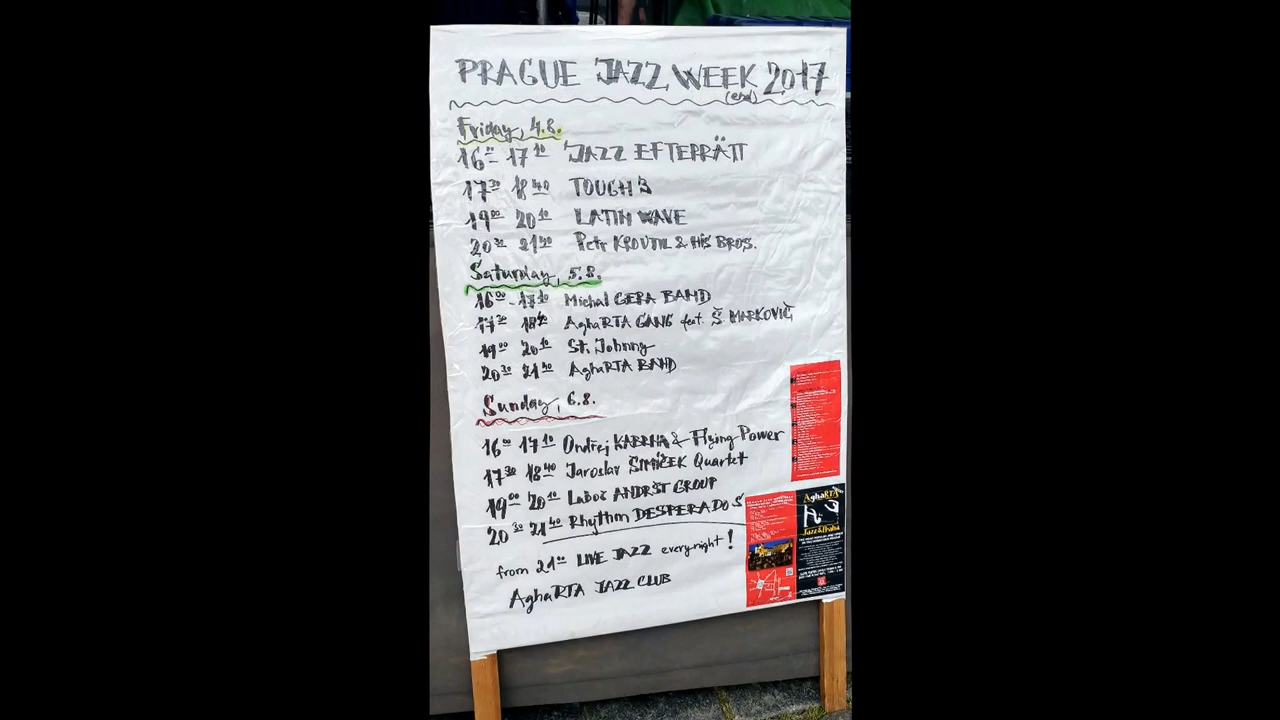 PRAGUE JAZZ WEEK 2017
(end)
Friday, 4.8.
16⁰⁰ - 17¹⁰ JAZZ EFTERRÄTT
17³⁰ 18⁴⁰ TOUGH 3
19⁰⁰ 20¹⁰ LATIN WAVE
20³⁰ 21⁴⁰ Petr KROUTIL & HIS BROS.
Saturday, 5.8.
16⁰⁰ - 17¹⁰ Michal GERA BAND
17³⁰ 18⁴⁰ AghaRTA GANG feat. Š. MARKOVIČ
19⁰⁰ 20¹⁰ St. Johnny
20³⁰ 21⁴⁰ AghaRTA BAND
Sunday, 6.8.
16⁰⁰ 17¹⁰ Ondřej KABRNA & Flying Power
17³⁰ 18⁴⁰ Jaroslav ŠIMÍČEK Quartet
19⁰⁰ 20¹⁰ Luboš ANDRŠT GROUP
20³⁰ 21⁴⁰ Rhythm DESPERADOS
from 21⁰⁰ LIVE JAZZ every night!
AghaRTA JAZZ CLUB
AghaRTA
Jazz & Praha